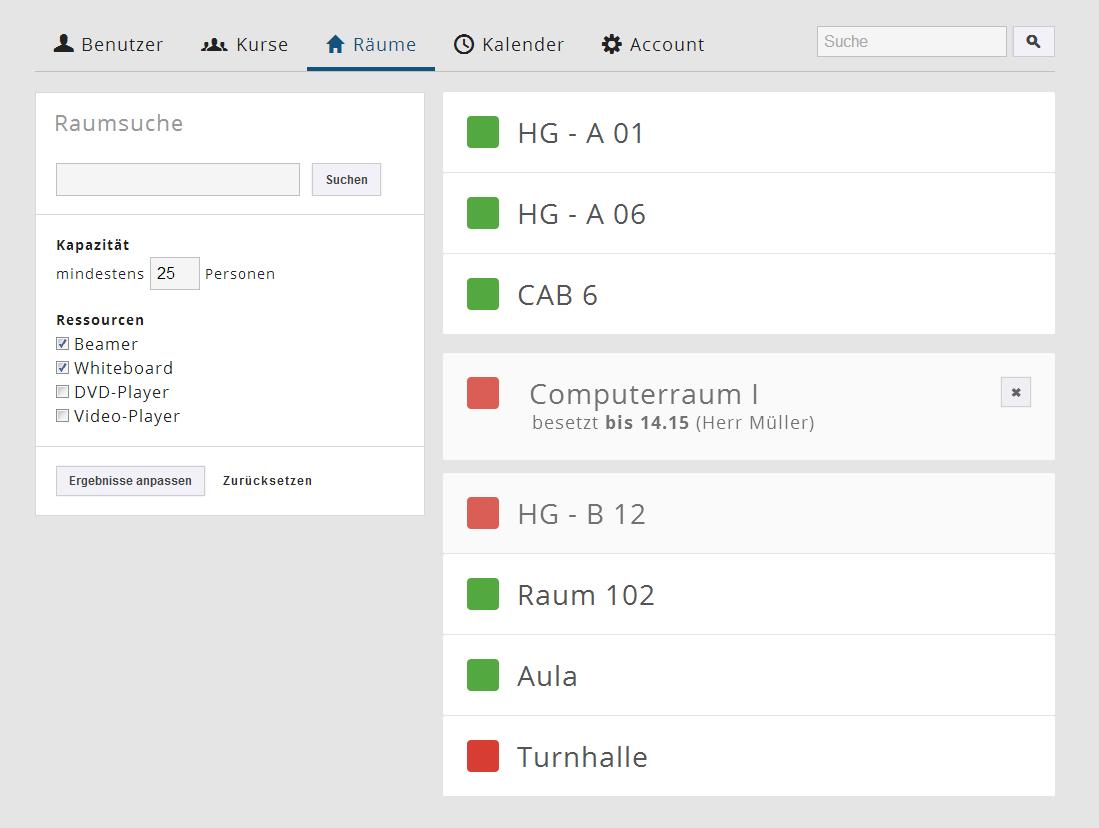 Benutzer Kurse Räume Kalender Account Suche
Raumsuche
Suchen
Kapazität
mindestens 25 Personen
Ressourcen
Beamer
Whiteboard
DVD-Player
Video-Player
Ergebnisse anpassen Zurücksetzen
HG - A 01
HG - A 06
CAB 6
Computerraum I
besetzt bis 14.15 (Herr Müller)
HG - B 12
Raum 102
Aula
Turnhalle